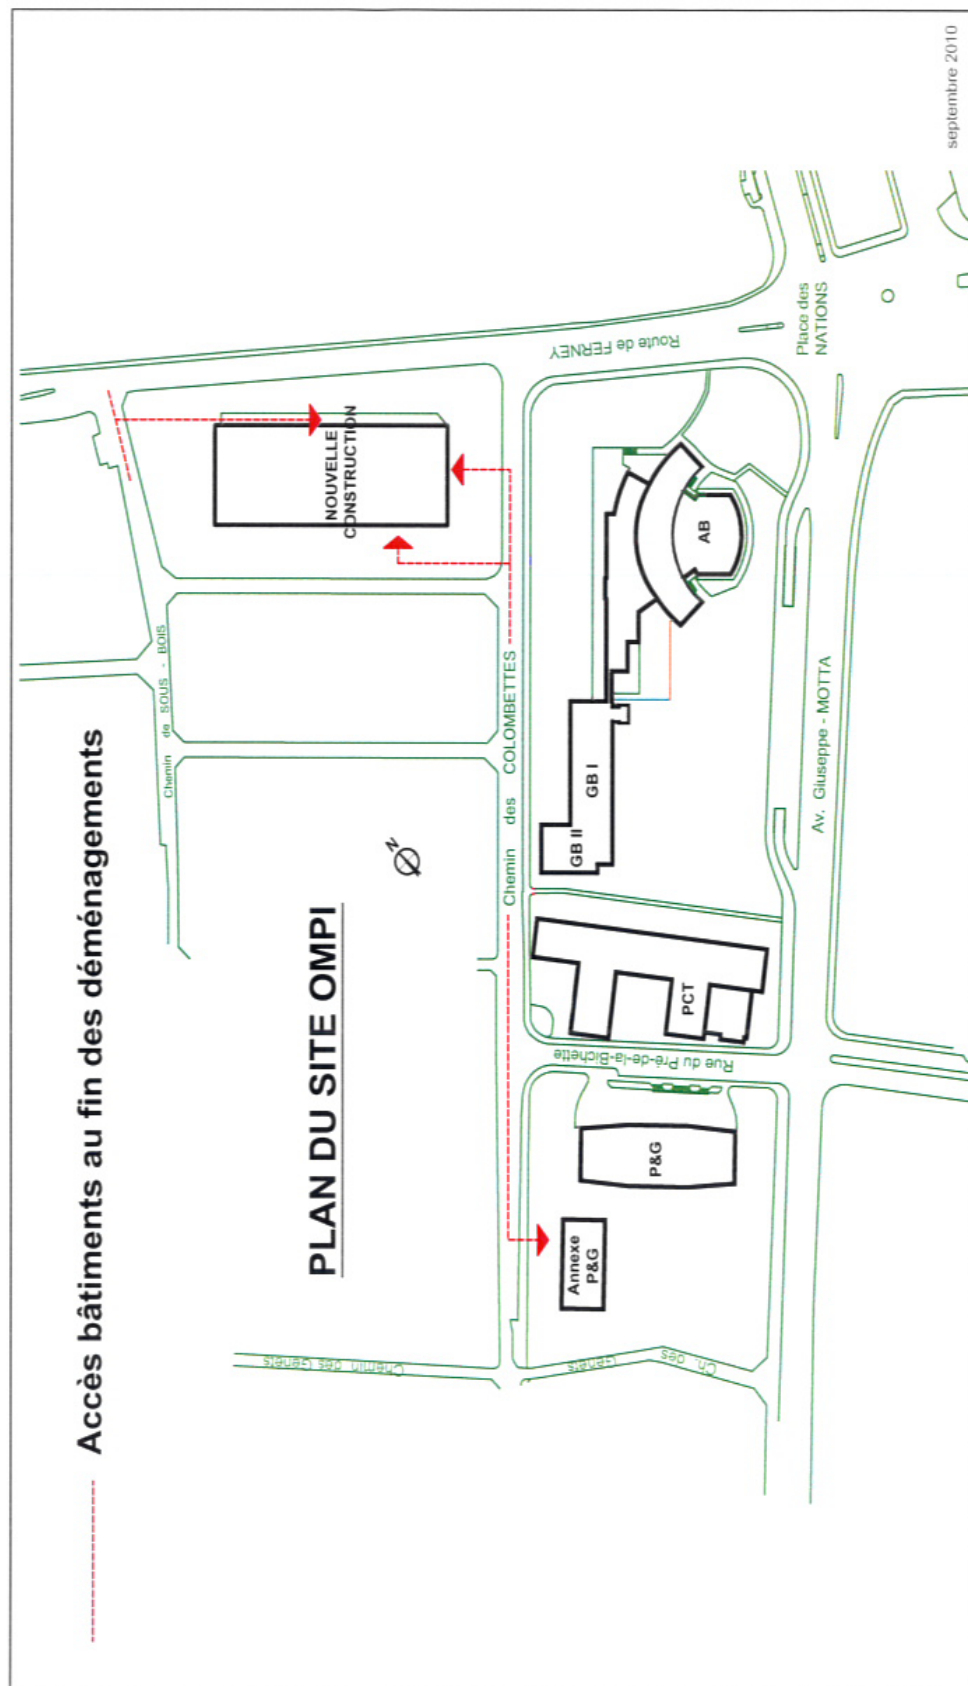 Accès bâtiments au fin des déménagements
PLAN DU SITE OMPI
N
Chemin de SOUS - BOIS
NOUVELLE
CONSTRUCTION
Route de FERNEY
Place des
NATIONS
Chemin des COLOMBETTES
AB
GB I
GB II
PCT
Av. Giuseppe - MOTTA
Rue du Pré-de-la-Bichette
P&G
Annexe
P&G
Chemin des Genêts
Ch. des Genêts
septembre 2010